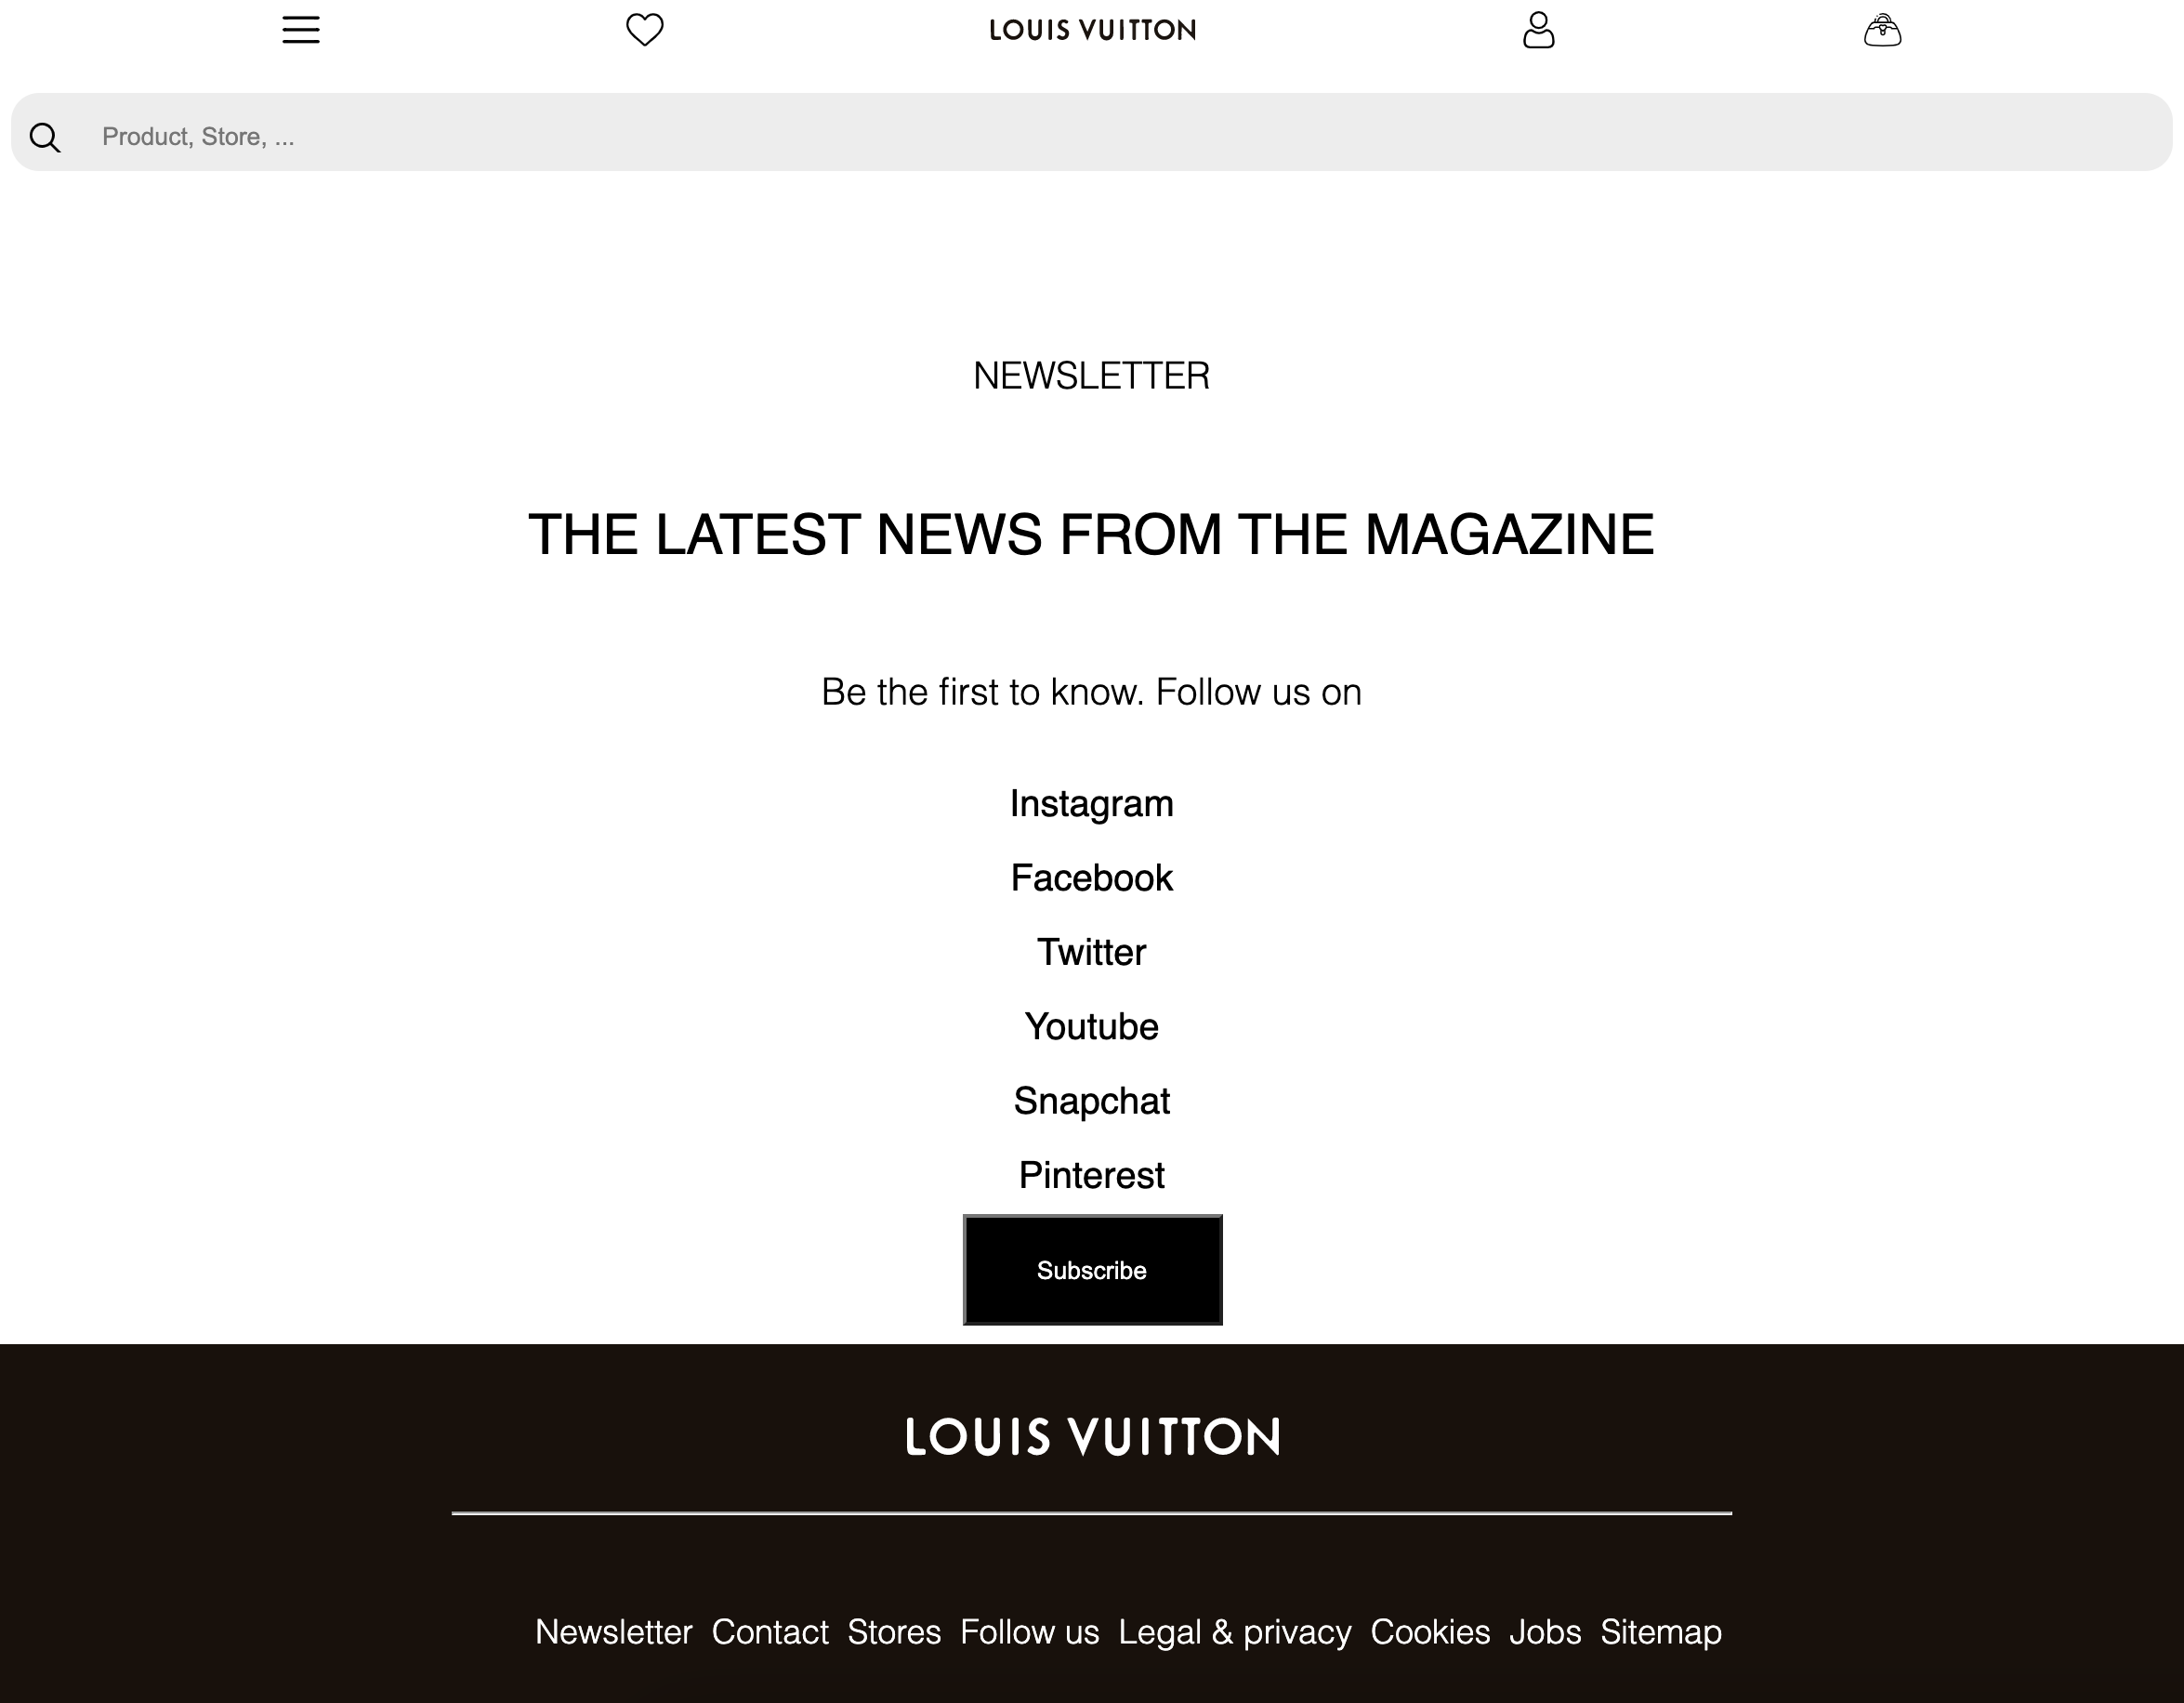 LOUIS VUITTON
Product, Store, ...
NEWSLETTER
THE LATEST NEWS FROM THE MAGAZINE
Be the first to know. Follow us on
Instagram
Facebook
Twitter
Youtube
Snapchat
Pinterest
Subscribe
LOUIS VUITTON
Newsletter Contact Stores Follow us Legal & privacy Cookies Jobs Sitemap